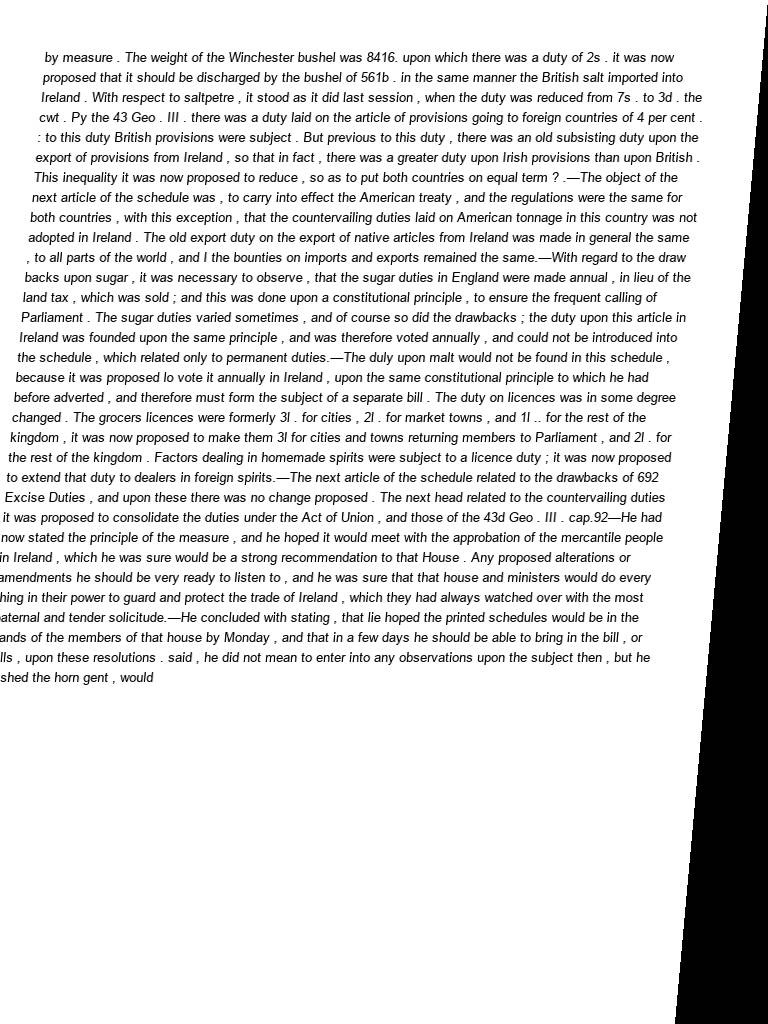 by measure . The weight of the Winchester bushel was 8416. upon which there was a duty of 2s . it was now
proposed that it should be discharged by the bushel of 561b . in the same manner the British salt imported into
Ireland . With respect to saltpetre , it stood as it did last session , when the duty was reduced from 7s . to 3d . the
cwt . Py the 43 Geo . III . there was a duty laid on the article of provisions going to foreign countries of 4 per cent .
: to this duty British provisions were subject . But previous to this duty , there was an old subsisting duty upon the
export of provisions from Ireland , so that in fact , there was a greater duty upon Irish provisions than upon British .
This inequality it was now proposed to reduce , so as to put both countries on equal term ? .—The object of the
next article of the schedule was , to carry into effect the American treaty , and the regulations were the same for
both countries , with this exception , that the countervailing duties laid on American tonnage in this country was not
adopted in Ireland . The old export duty on the export of native articles from Ireland was made in general the same
, to all parts of the world , and I the bounties on imports and exports remained the same.—With regard to the draw
backs upon sugar , it was necessary to observe , that the sugar duties in England were made annual , in lieu of the
land tax , which was sold ; and this was done upon a constitutional principle , to ensure the frequent calling of
Parliament . The sugar duties varied sometimes , and of course so did the drawbacks ; the duty upon this article in
Ireland was founded upon the same principle , and was therefore voted annually , and could not be introduced into
the schedule , which related only to permanent duties.—The duly upon malt would not be found in this schedule ,
because it was proposed lo vote it annually in Ireland , upon the same constitutional principle to which he had
before adverted , and therefore must form the subject of a separate bill . The duty on licences was in some degree
changed . The grocers licences were formerly 3l . for cities , 2l . for market towns , and 1l .. for the rest of the
kingdom , it was now proposed to make them 3l for cities and towns returning members to Parliament , and 2l . for
the rest of the kingdom . Factors dealing in homemade spirits were subject to a licence duty ; it was now proposed
to extend that duty to dealers in foreign spirits.—The next article of the schedule related to the drawbacks of 692
Excise Duties , and upon these there was no change proposed . The next head related to the countervailing duties
it was proposed to consolidate the duties under the Act of Union , and those of the 43d Geo . III . cap.92—He had
now stated the principle of the measure , and he hoped it would meet with the approbation of the mercantile people
in Ireland , which he was sure would be a strong recommendation to that House . Any proposed alterations or
amendments he should be very ready to listen to , and he was sure that that house and ministers would do every
hing in their power to guard and protect the trade of Ireland , which they had always watched over with the most
aternal and tender solicitude.—He concluded with stating , that lie hoped the printed schedules would be in the
ands of the members of that house by Monday , and that in a few days he should be able to bring in the bill , or
lls , upon these resolutions . said , he did not mean to enter into any observations upon the subject then , but he
shed the horn gent , would